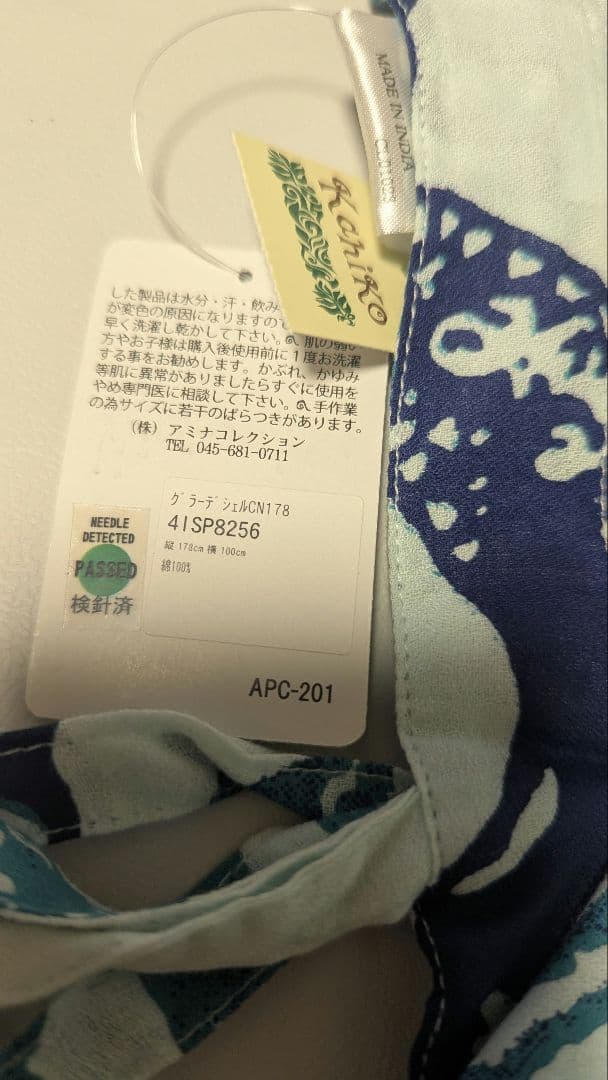 MADE IN INDIA
Kahiko
した製品は水分・汗・飲み
が変色の原因になりますので
早く洗濯し乾かして下さい。 肌の弱い
方やお子様は購入後使用前に1度お洗濯
する事をお勧めします。かぶれ、かゆみ
等肌に異常がありましたらすぐに使用を
やめ専門医に相談して下さい。 手作業
の為サイズに若干のばらつきがあります。
(株) アミナコレクション
TEL 045-681-0711
NEEDLE
DETECTED
PASSED
検針済
グラーデシェルCN178
4ISP8256
縦 178cm 横 100cm
綿100%
APC-201